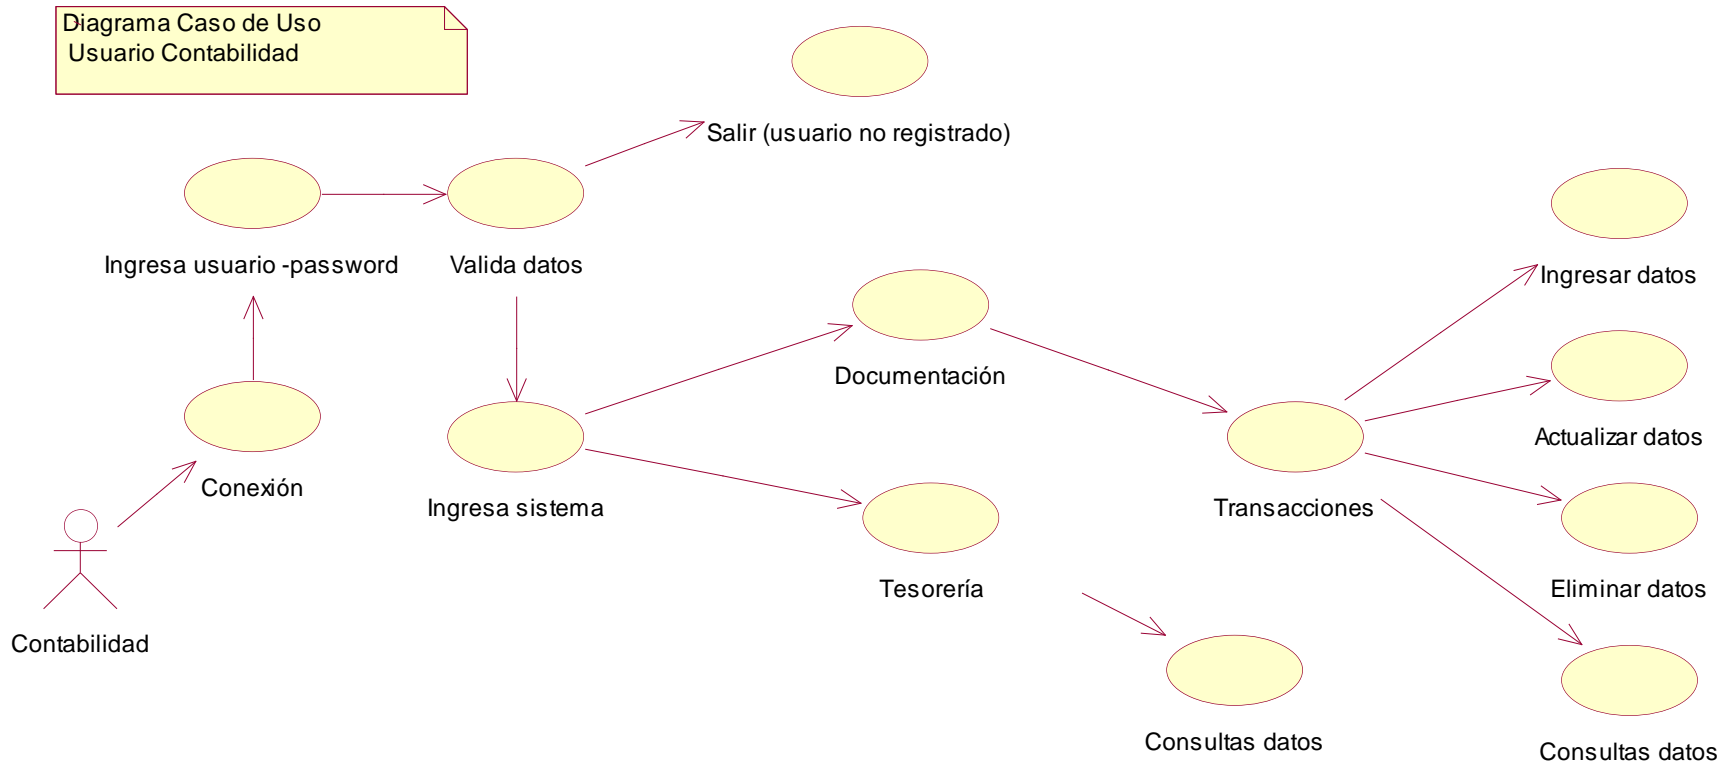 Diagrama Caso de Uso
Usuario Contabilidad
Salir (usuario no registrado)
Ingresa usuario -password
Valida datos
Ingresar datos
Documentación
Actualizar datos
Conexión
Ingresa sistema
Transacciones
Tesorería
Eliminar datos
Contabilidad
Consultas datos
Consultas datos